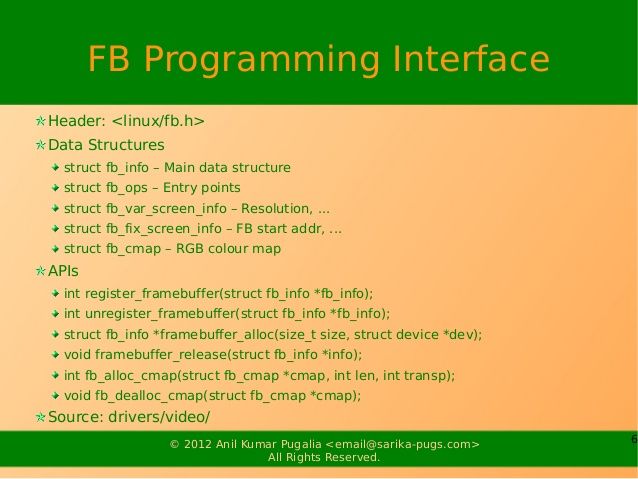 FB Programming Interface
Header: <linux/fb.h>
Data Structures
struct fb_info – Main data structure
struct fb_ops – Entry points
struct fb_var_screen_info – Resolution, ...
struct fb_fix_screen_info – FB start addr, ...
struct fb_cmap – RGB colour map
APIs
int register_framebuffer(struct fb_info *fb_info);
int unregister_framebuffer(struct fb_info *fb_info);
struct fb_info *framebuffer_alloc(size_t size, struct device *dev);
void framebuffer_release(struct fb_info *info);
int fb_alloc_cmap(struct fb_cmap *cmap, int len, int transp);
void fb_dealloc_cmap(struct fb_cmap *cmap);
Source: drivers/video/
© 2012 Anil Kumar Pugalia <email@sarika-pugs.com>
All Rights Reserved.
6